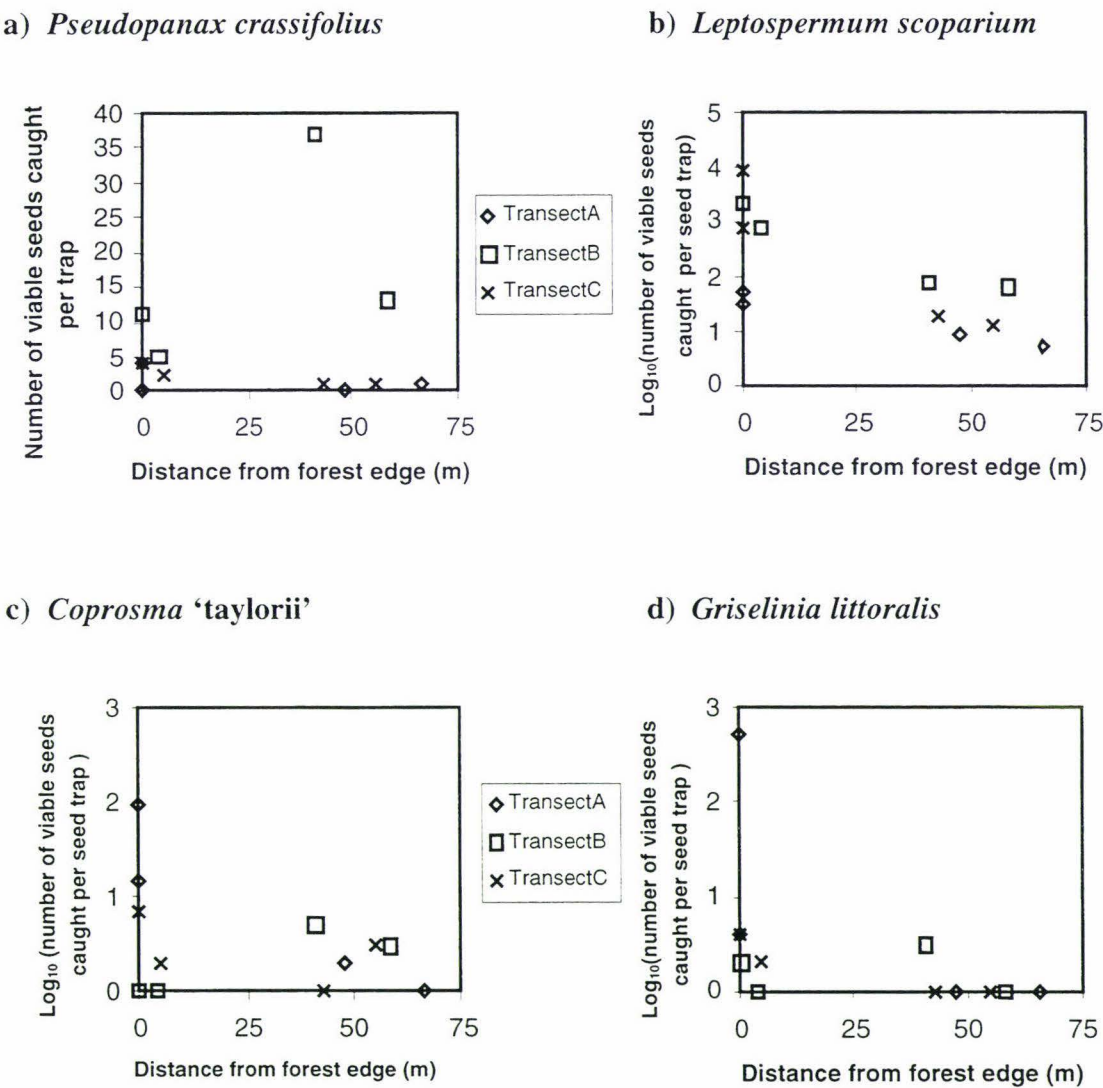 a) Pseudopanax crassifolius
b) Leptospermum scoparium
Number of viable seeds caught
per trap
40
35
30
25
20
15
10
5
0
0 25 50 75
Distance from forest edge (m)
TransectA
TransectB
TransectC
Log₁₀(number of viable seeds
caught per seed trap)
5
4
3
2
1
0
0 25 50 75
Distance from forest edge (m)
c) Coprosma ‘taylorii’
d) Griselinia littoralis
Log₁₀ (number of viable seeds
caught per seed trap )
3
2
1
0
0 25 50 75
Distance from forest edge (m)
TransectA
TransectB
TransectC
Log₁₀(number of viable seeds
caught per seed trap )
3
2
1
0
0 25 50 75
Distance from forest edge (m)